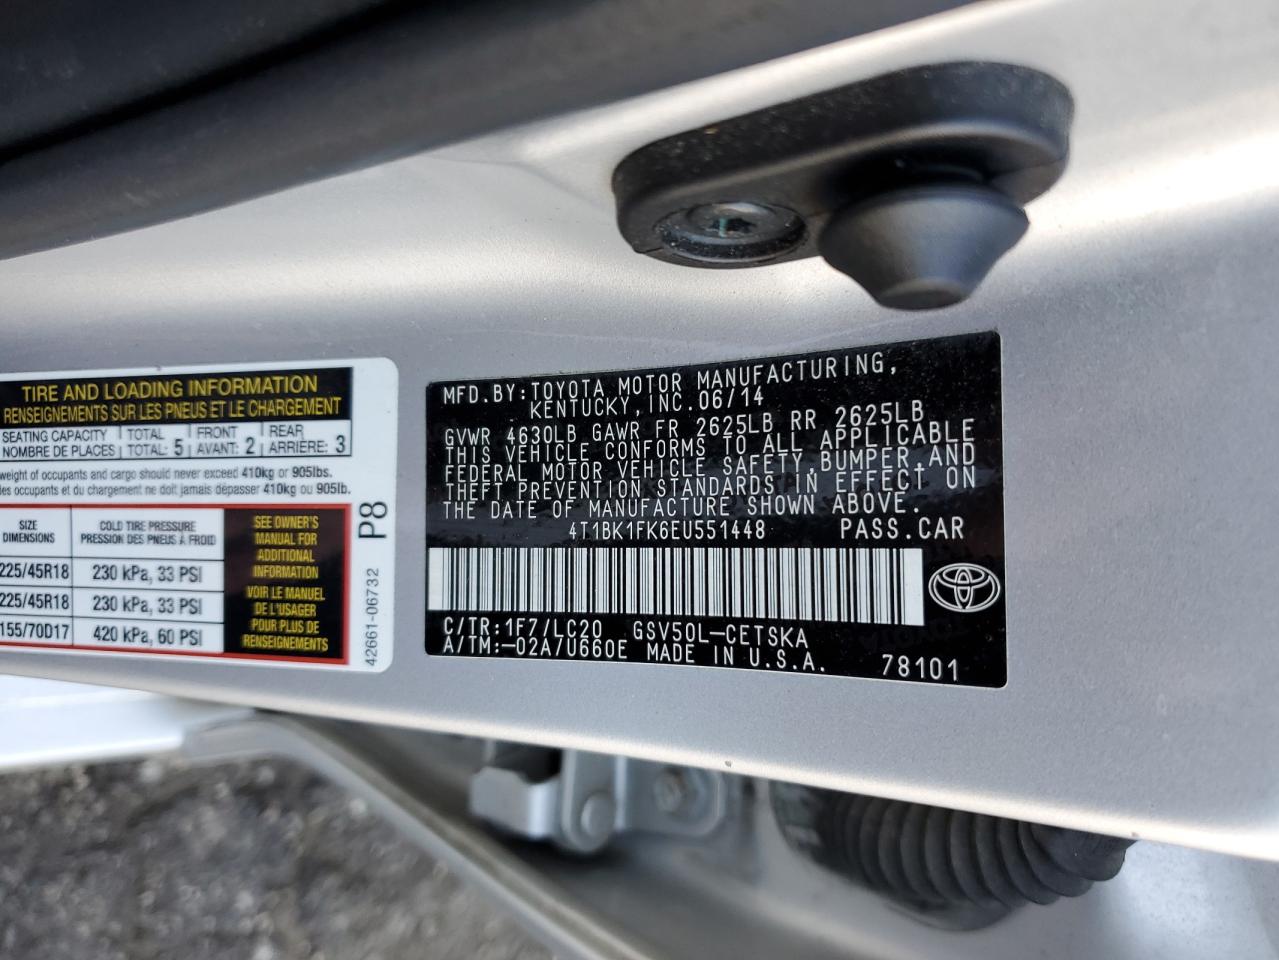 TIRE AND LOADING INFORMATION
RENSEIGNEMENTS SUR LES PNEUS ET LE CHARGEMENT
SEATING CAPACITY TOTAL FRONT REAR
NOMBRE DE PLACES TOTAL: 5 AVANT: 2 ARRIÈRE: 3
weight of occupants and cargo should never exceed 410kg or 905lbs.
des occupants et du chargement ne doit jamais dépasser 410kg ou 905lb.
SIZE COLD TIRE PRESSURE
DIMENSIONS PRESSION DES PNEUS À FROID
225/45R18 230 kPa, 33 PSI
225/45R18 230 kPa, 33 PSI
155/70D17 420 kPa, 60 PSI
SEE OWNER'S
MANUAL FOR
ADDITIONAL
INFORMATION
VOIR LE MANUEL
DE L'USAGER
POUR PLUS DE
RENSEIGNEMENTS
P8
42661-06732
MFD.BY:TOYOTA MOTOR MANUFACTURING,
KENTUCKY,INC.06/14
GVWR 4630LB GAWR FR 2625LB RR 2625LB
THIS VEHICLE CONFORMS TO ALL APPLICABLE
FEDERAL MOTOR VEHICLE SAFETY,BUMPER,AND
THEFT PREVENTION STANDARDS IN EFFECT ON
THE DATE OF MANUFACTURE SHOWN ABOVE.
4T1BK1FK6EU551448 PASS.CAR
C/TR:1F7/LC20 GSV50L-CETSKA
A/TM:-02A/U660E MADE IN U.S.A. 78101